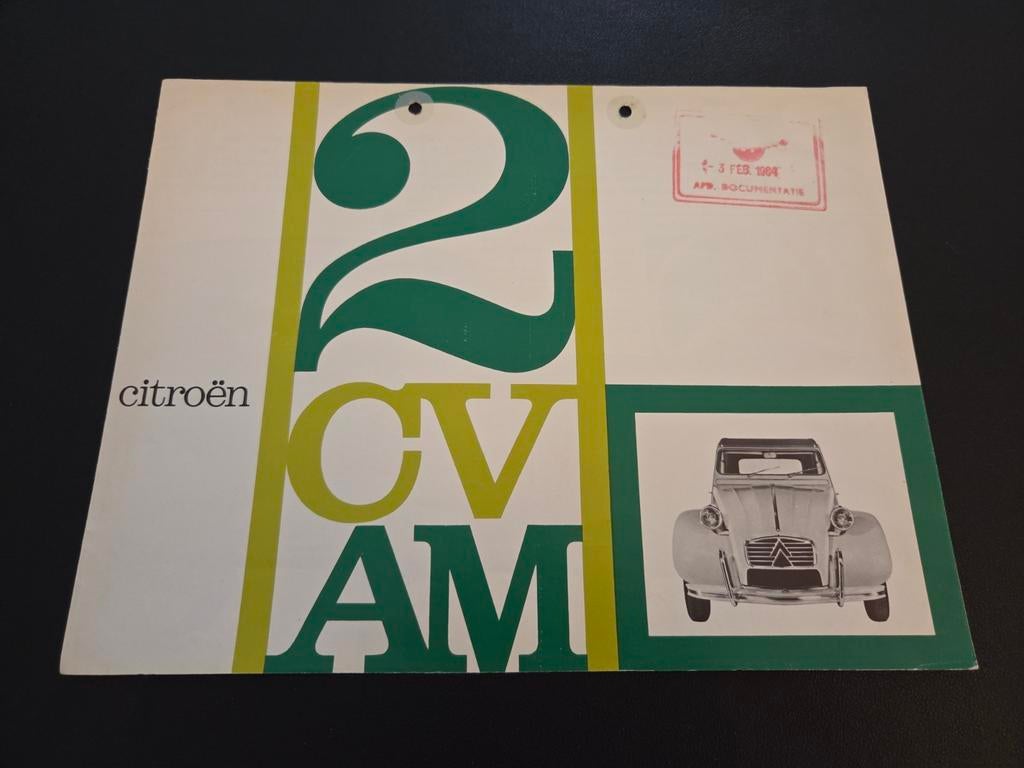 citroën
2
CV
AM
- 3 FEB. 1964
AFD. DOCUMENTATIE